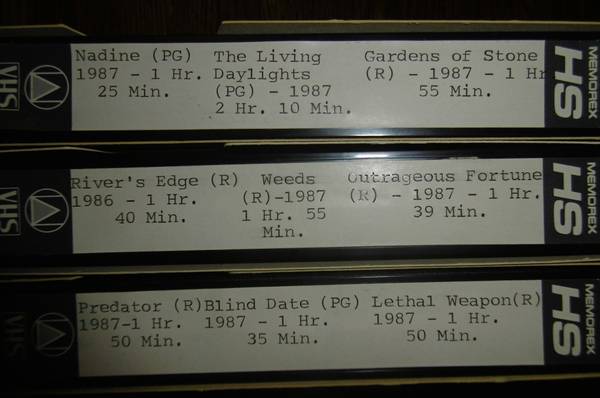 Nadine (PG) The Living Gardens of Stone
1987 - 1 Hr. Daylights (R) - 1987 - 1 Hr
25 Min. (PG) - 1987 55 Min.
2 Hr. 10 Min.
VHS
MEMOREX
HS
River's Edge (R) Weeds Outrageous Fortune
1986 - 1 Hr. (R)-1987 (R) - 1987 - 1 Hr.
40 Min. 1 Hr. 55 39 Min.
Min.
VHS
MEMOREX
HS
Predator (R)Blind Date (PG) Lethal Weapon(R)
1987-1 Hr. 1987 - 1 Hr. 1987 - 1 Hr.
50 Min. 35 Min. 50 Min.
VHS
MEMOREX
HS